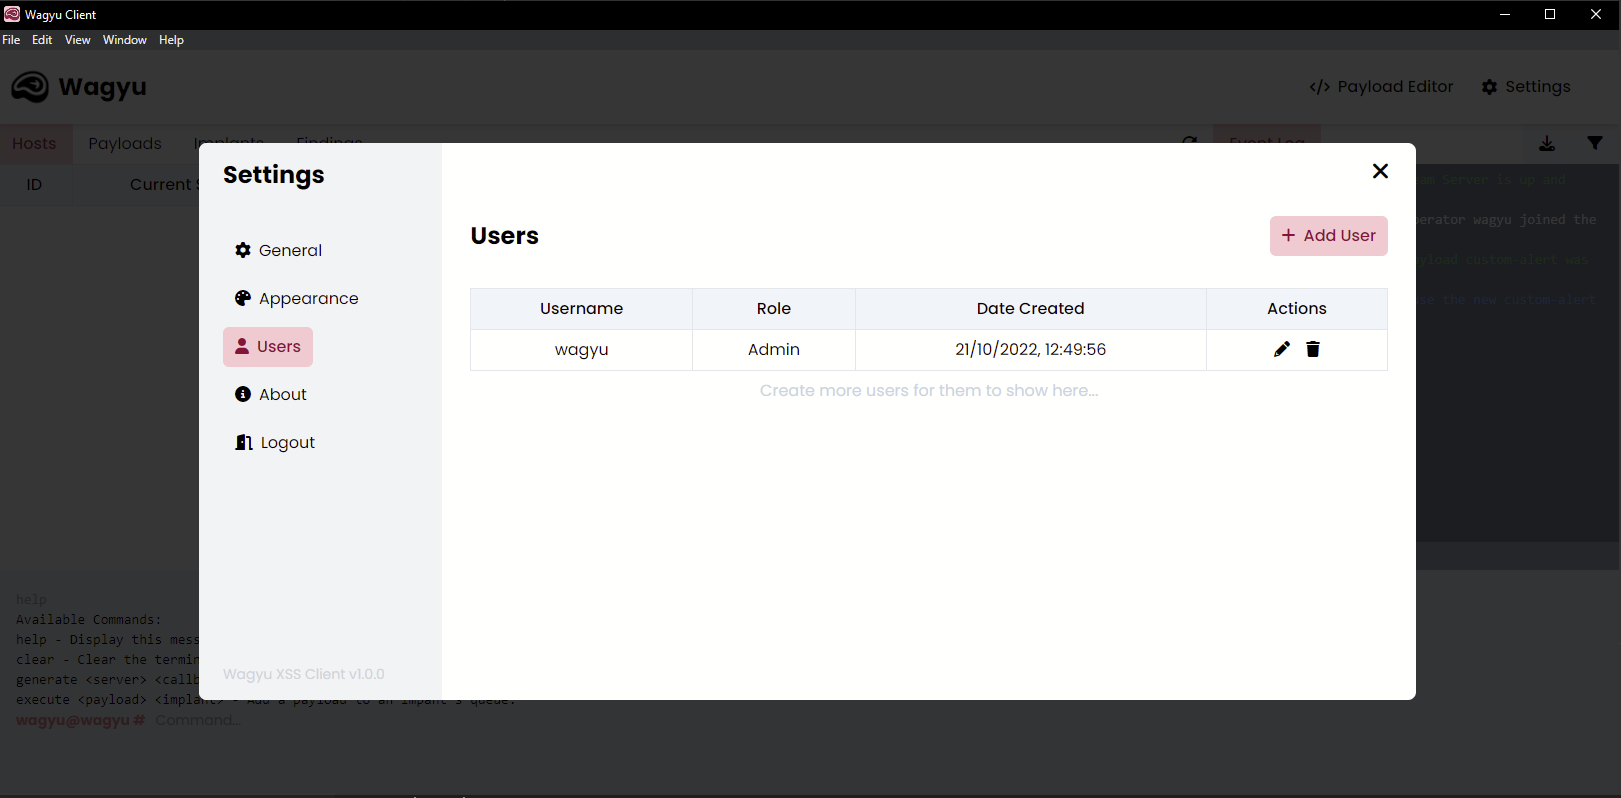 Wagyu Client
File Edit View Window Help
Wagyu
</> Payload Editor Settings
Hosts Payloads Implants Findings Event Log
ID Current S
Settings
General
Appearance
Users
About
Logout
Wagyu XSS Client v1.0.0
Users
+ Add User
Username Role Date Created Actions
wagyu Admin 21/10/2022, 12:49:56
Create more users for them to show here...
Server is up and
wagyu joined the
custom-alert was
the new custom-alert
help
Available Commands:
help - Display this mess
clear - Clear the termin
generate <server> <callb
execute <payload> <implant> - Add a payload to an impant's queue.
wagyu@wagyu # Command...